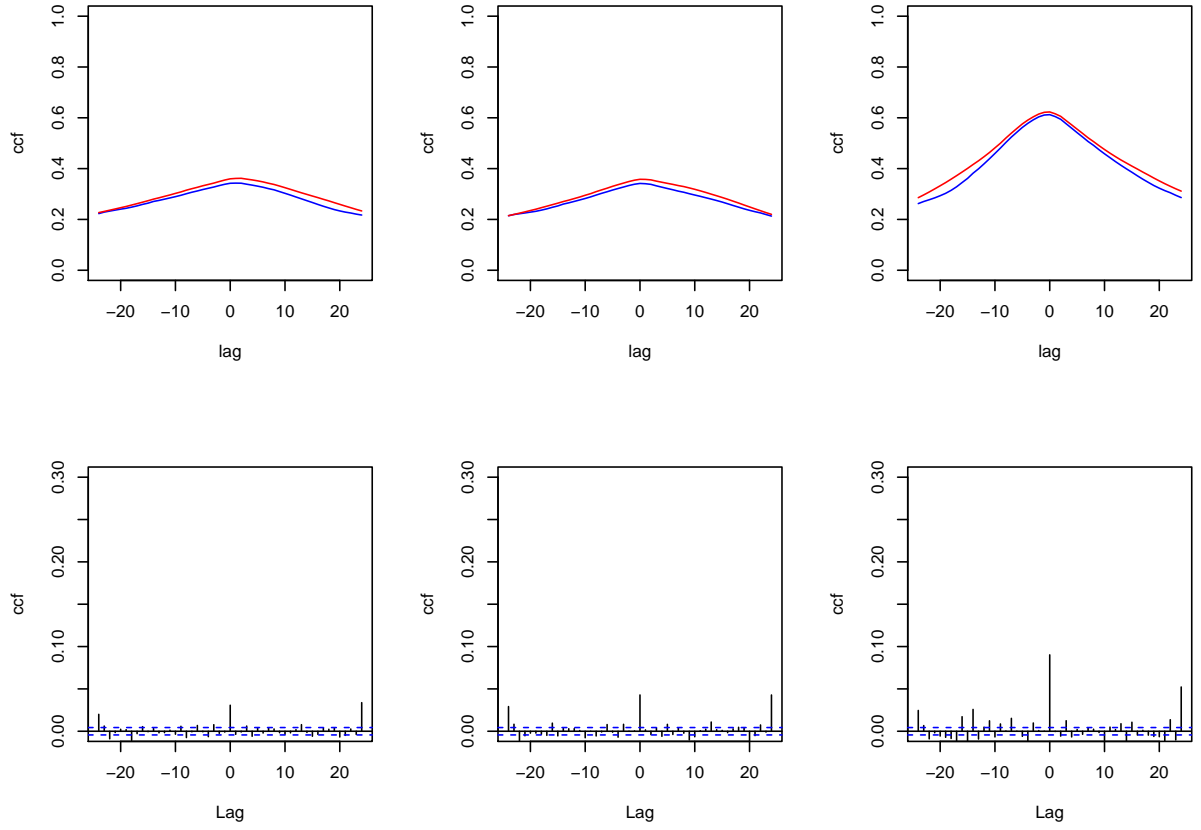 1.0 1.0 1.0
0.8 0.8 0.8
0.6 0.6 0.6
ccf ccf ccf
0.4 0.4 0.4
0.2 0.2 0.2
0.0 0.0 0.0
−20 −10 0 10 20 −20 −10 0 10 20 −20 −10 0 10 20
lag lag lag
0.30 0.30 0.30
0.20 0.20 0.20
ccf ccf ccf
0.10 0.10 0.10
0.00 0.00 0.00
−20 −10 0 10 20 −20 −10 0 10 20 −20 −10 0 10 20
Lag Lag Lag